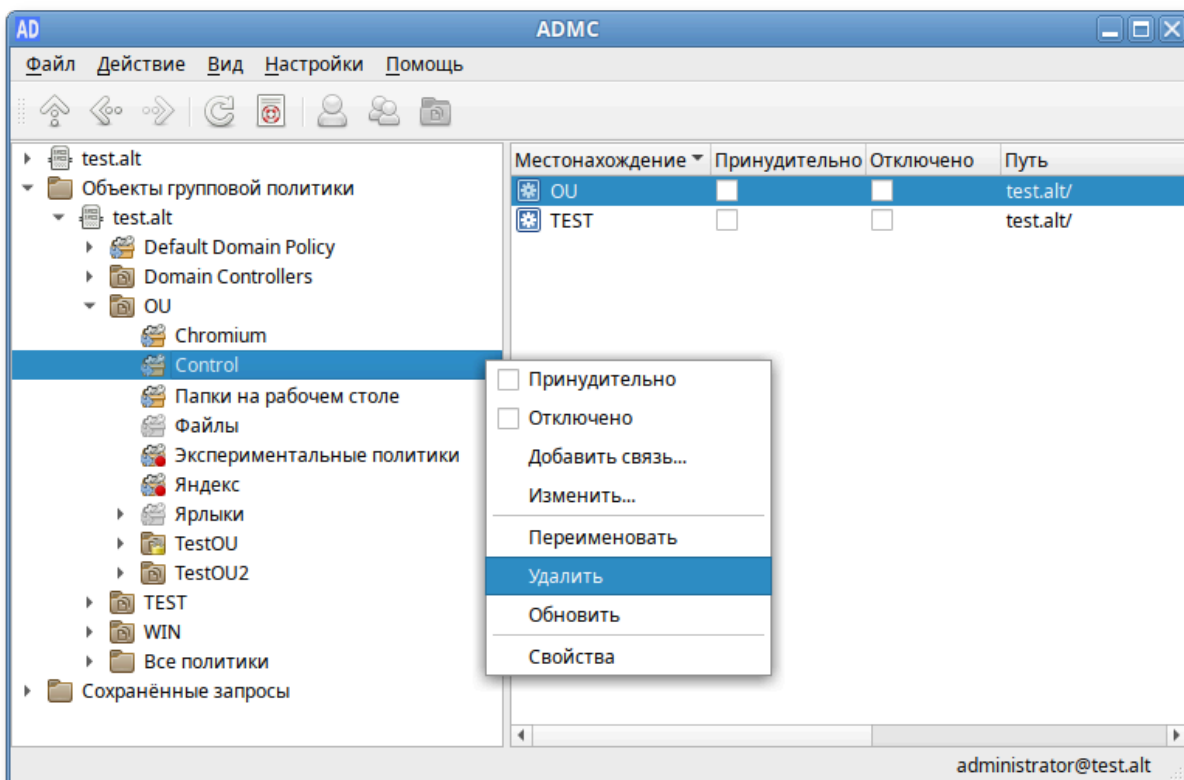 AD ADMC
Файл Действие Вид Настройки Помощь
test.alt
Объекты групповой политики
test.alt
Default Domain Policy
Domain Controllers
OU
Chromium
Control
Папки на рабочем столе
Файлы
Экспериментальные политики
Яндекс
Ярлыки
TestOU
TestOU2
TEST
WIN
Все политики
Сохранённые запросы
Местонахождение Принудительно Отключено Путь
OU test.alt/
TEST test.alt/
Принудительно
Отключено
Добавить связь...
Изменить...
Переименовать
Удалить
Обновить
Свойства
administrator@test.alt